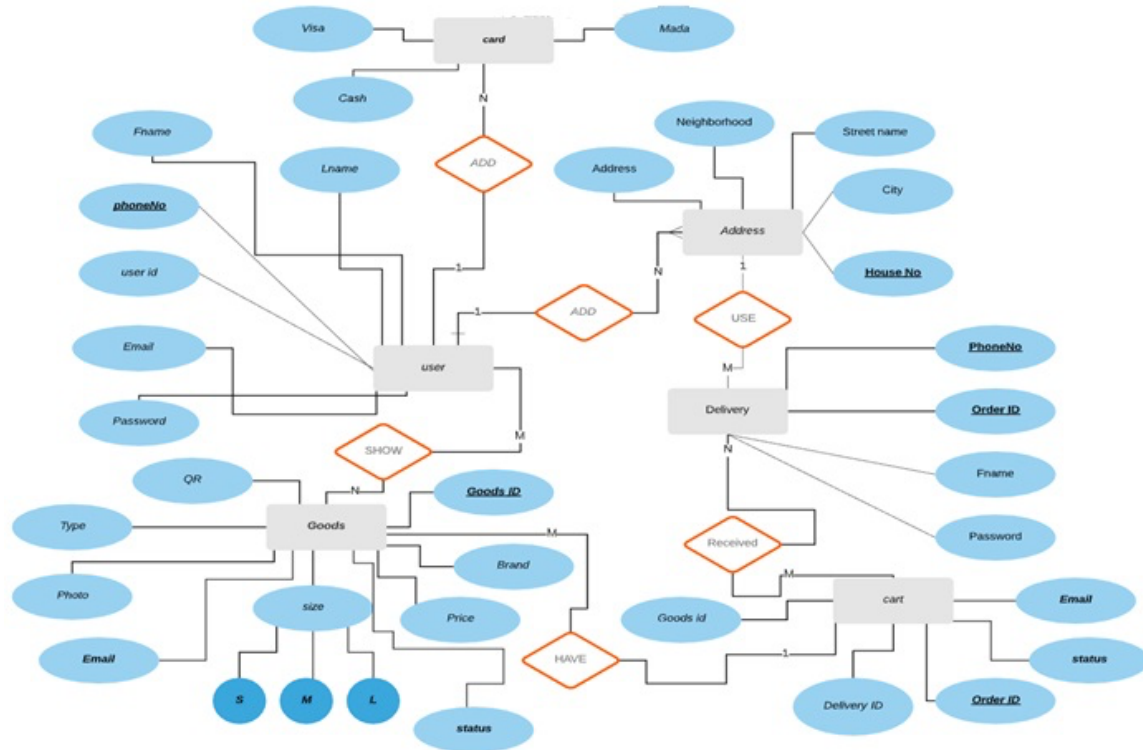 Visa
card
Mada
Cash
N
Fname
Lname
ADD
Neighborhood
Street name
Address
City
phoneNo
Address
user id
1
N
1
House No
1
ADD
USE
Email
user
PhoneNo
M
Password
Delivery
Order ID
SHOW
M
N
Fname
QR
N
Goods ID
Type
Goods
M
Received
Password
Photo
size
Brand
Price
M
Goods id
cart
Email
Email
HAVE
1
status
S
M
L
status
Delivery ID
Order ID